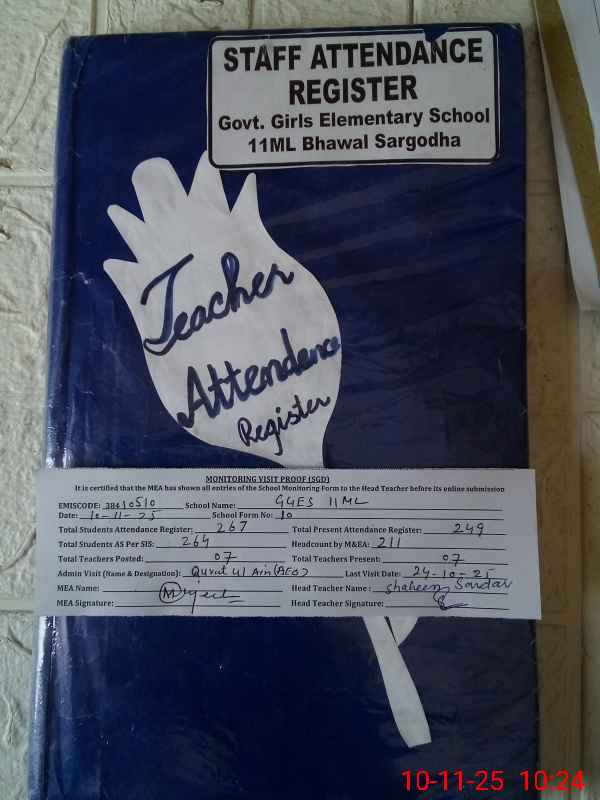 STAFF ATTENDANCE
REGISTER
Govt. Girls Elementary School
11ML Bhawal Sargodha
Teacher
Attendence
Register
MONITORING VISIT PROOF (SGD)
It is certified that the MEA has shown all entries of the School Monitoring Form to the Head Teacher before its online submission
EMISCODE: 38410510 School Name: GGES 11ML
Date: 10-11-25 School Form No: 10
Total Students Attendance Register: 267 Total Present Attendance Register: 249
Total Students AS Per SIS: 264 Headcount by M&EA: 211
Total Teachers Posted: 07 Total Teachers Present: 07
Admin Visit (Name & Designation): Qurat ul Ain (AEO) Last Visit Date: 24-10-25
MEA Name: Head Teacher Name: Shaheen Sardar
MEA Signature: Head Teacher Signature:
10-11-25 10:24